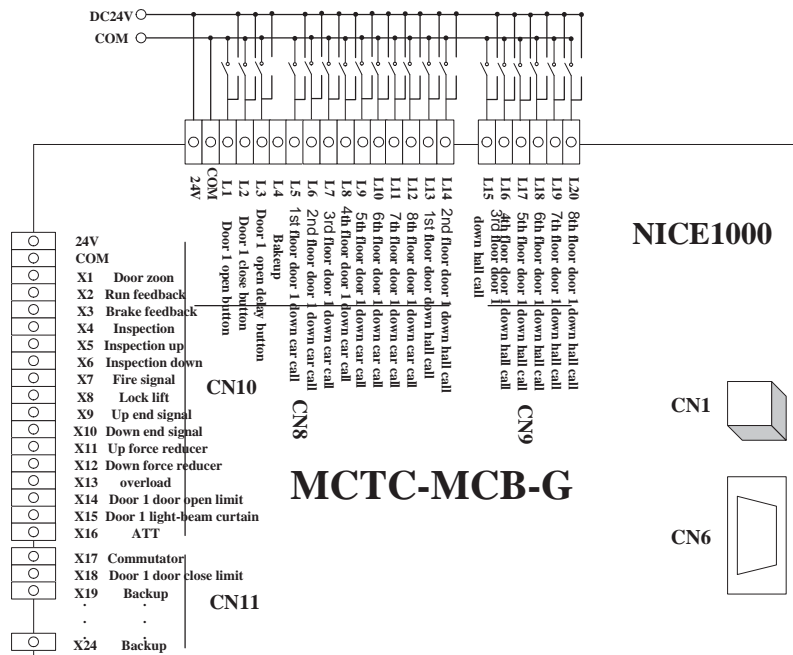 DC24V
COM
24V
COM
L1 Door 1 open button
L2 Door 1 close button
L3 Door 1 open delay button
L4 Bakeup
L5 1st floor door 1 down car call
L6 2nd floor door 1 down car call
L7 3rd floor door 1 down car call
L8 4th floor door 1 down car call
L9 5th floor door 1 down car call
L10 6th floor door 1 down car call
L11 7th floor door 1 down car call
L12 8th floor door 1 down car call
L13 1st floor door 1 down hall call
L14 2nd floor door 1 down hall call
L15 3rd floor door 1
down hall call
L16 4th floor door 1 down hall call
L17 5th floor door 1 down hall call
L18 6th floor door 1 down hall call
L19 7th floor door 1 down hall call
L20 8th floor door 1 down hall call
NICE1000
24V
COM
X1 Door zoon
X2 Run feedback
X3 Brake feedback
X4 Inspection
X5 Inspection up
X6 Inspection down
X7 Fire signal
X8 Lock lift
X9 Up end signal
X10 Down end signal
X11 Up force reducer
X12 Down force reducer
X13 overload
X14 Door 1 door open limit
X15 Door 1 light-beam curtain
X16 ATT
CN10
CN8
CN9
CN1
MCTC-MCB-G
CN6
X17 Commutator
X18 Door 1 door close limit
X19 Backup
CN11
X24 Backup